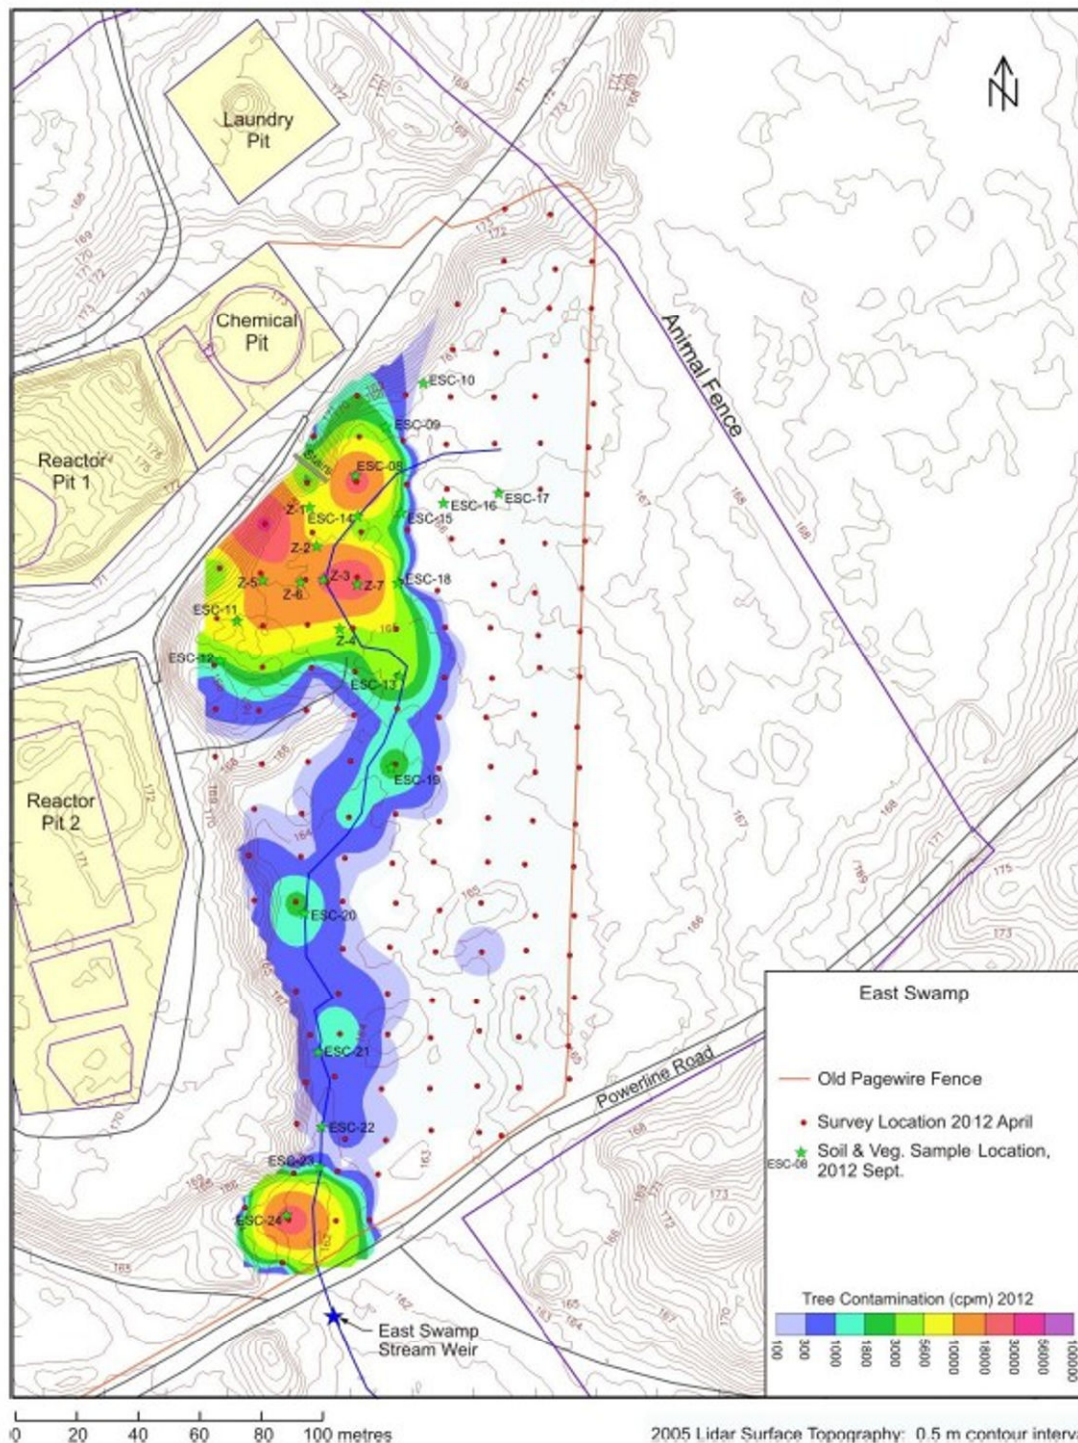 Laundry
Pit
Chemical
Pit
Reactor
Pit 1
Reactor
Pit 2
Animal Fence
N
Stairs
ESC-10
ESC-09
ESC-08
ESC-17
ESC-16
ESC-15
ESC-14
Z-1
Z-2
Z-3
Z-5
Z-6
Z-7
ESC-18
ESC-11
Z-4
ESC-12
ESC-13
ESC-19
ESC-20
ESC-21
ESC-22
ESC-23
ESC-24
Powerline Road
East Swamp
Stream Weir
East Swamp
Old Pagewire Fence
Survey Location 2012 April
ESC-08
Soil & Veg. Sample Location,
2012 Sept.
Tree Contamination (cpm) 2012
100 300 1000 1800 3000 5600 10000 18000 30000 56000 100000
0 20 40 60 80 100 metres
2005 Lidar Surface Topography: 0.5 m contour interva